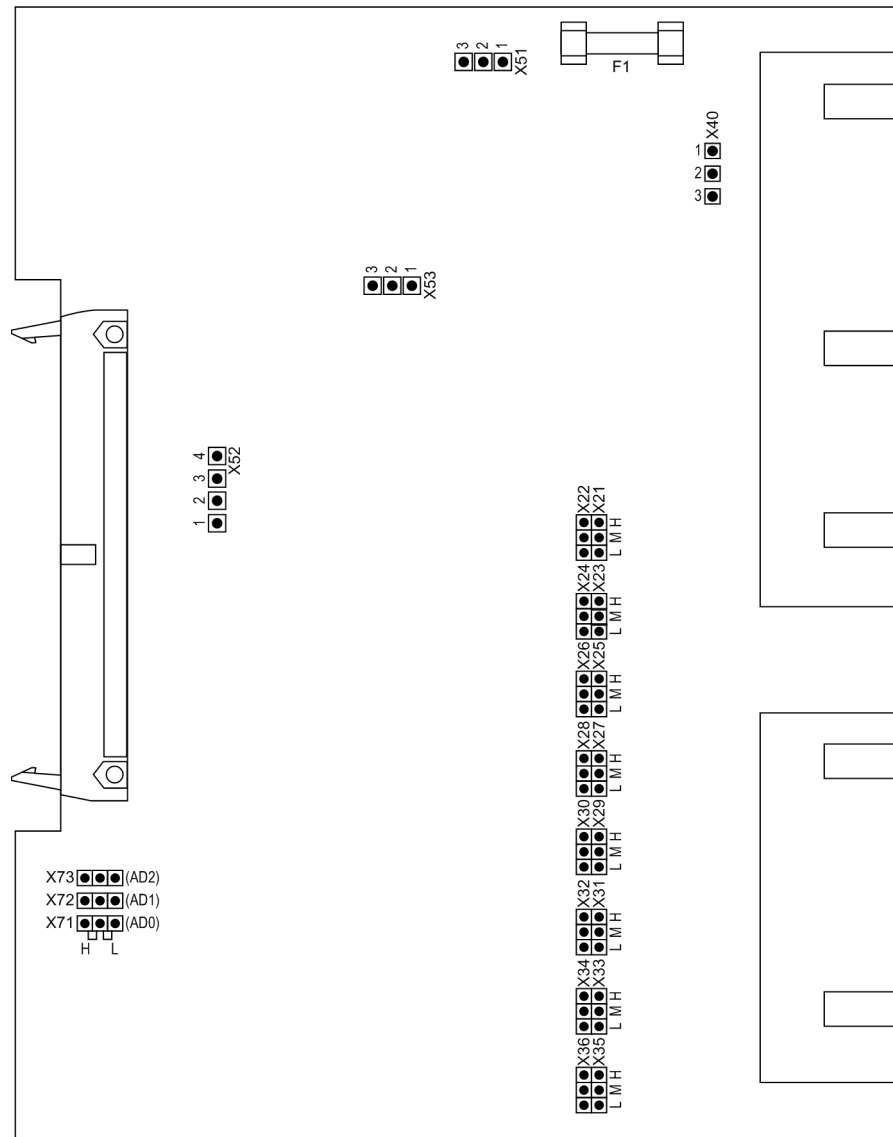 3 2 1
X51
F1
X40
1
2
3
3 2 1
X53
4
3
2
1
X52
X22 X21
H
M
L
X24 X23
H
M
L
X26 X25
H
M
L
X28 X27
H
M
L
X30 X29
H
M
L
X32 X31
H
M
L
X34 X33
H
M
L
X36 X35
H
M
L
X73 (AD2)
X72 (AD1)
X71 (AD0)
H L